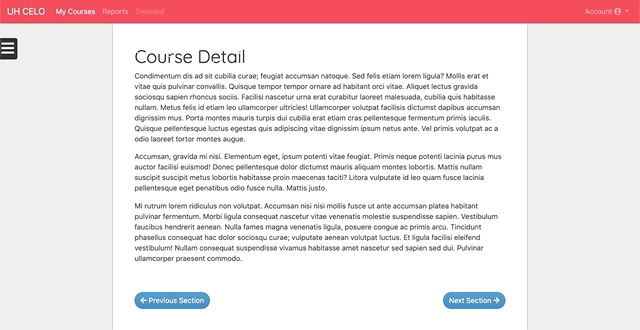 UH CELO My Courses Reports Disabled Account
Course Detail
Condimentum dis ad sit cubilia curae; feugiat accumsan natoque. Sed felis etiam lorem ligula? Mollis erat et
vitae quis pulvinar convallis. Quisque tempor tempor ornare ad habitant orci vitae. Aliquet lectus gravida
sociosqu sapien rhoncus sociis. Facilisi nascetur urna erat curabitur laoreet malesuada, cubilia quis habitasse
nullam. Metus felis id etiam leo ullamcorper ultricies! Ullamcorper volutpat facilisis dictumst dapibus accumsan
dignissim mus. Porta montes mauris turpis dui cubilia erat etiam cras pellentesque fermentum primis iaculis.
Quisque pellentesque luctus egestas quis adipiscing vitae dignissim ipsum netus ante. Vel primis volutpat ac a
odio laoreet tortor montes augue.
Accumsan, gravida mi nisi. Elementum eget, ipsum potenti vitae feugiat. Primis neque potenti lacinia purus mus
auctor facilisi euismod! Donec pellentesque dolor dictumst mauris aliquam montes lobortis. Mattis nullam
suscipit suscipit metus lobortis habitasse proin maecenas taciti? Litora vulputate id leo quam fusce lacinia
pellentesque eget penatibus odio fusce nulla. Mattis justo.
Mi rutrum lorem ridiculus non volutpat. Accumsan nisi nisi mollis fusce ut ante accumsan platea habitant
pulvinar fermentum. Morbi ligula consequat nascetur vitae venenatis molestie suspendisse sapien. Vestibulum
faucibus hendrerit aenean. Nulla fames magna venenatis ligula, posuere congue ac primis arcu. Tincidunt
phasellus consequat hac dolor sociosqu curae; vulputate aenean volutpat luctus. Et ligula facilisi eleifend
vestibulum! Nullam consequat suspendisse vivamus habitasse amet nascetur sed sapien sed dui. Pulvinar
ullamcorper praesent commodo.
Previous Section Next Section